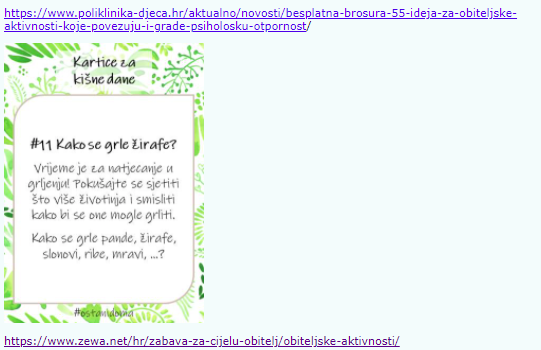 https://www.poliklinika-djeca.hr/aktualno/novosti/besplatna-brosura-55-ideja-za-obiteljske-
aktivnosti-koje-povezuju-i-grade-psiholosku-otpornost/
Kartice za
kišne dane
#11 Kako se grle žirafe?
Vrijeme je za natjecanje u
grljenju! Pokušajte se sjetiti
što više životinja i smisliti
kako bi se one mogle grliti.
Kako se grle pande, žirafe,
slonovi, ribe, mravi, ...?
#ostanidoma
https://www.zewa.net/hr/zabava-za-cijelu-obitelj/obiteljske-aktivnosti/